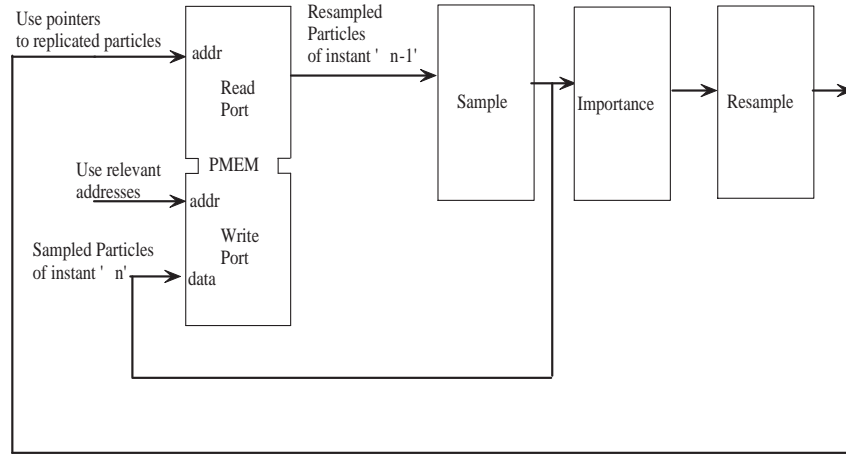 Use pointers
to replicated particles
Resampled
Particles
of instant ' n-1'
addr
Read
Port
Sample
Importance
Resample
PMEM
Use relevant
addresses
addr
Write
Port
Sampled Particles
of instant ' n'
data